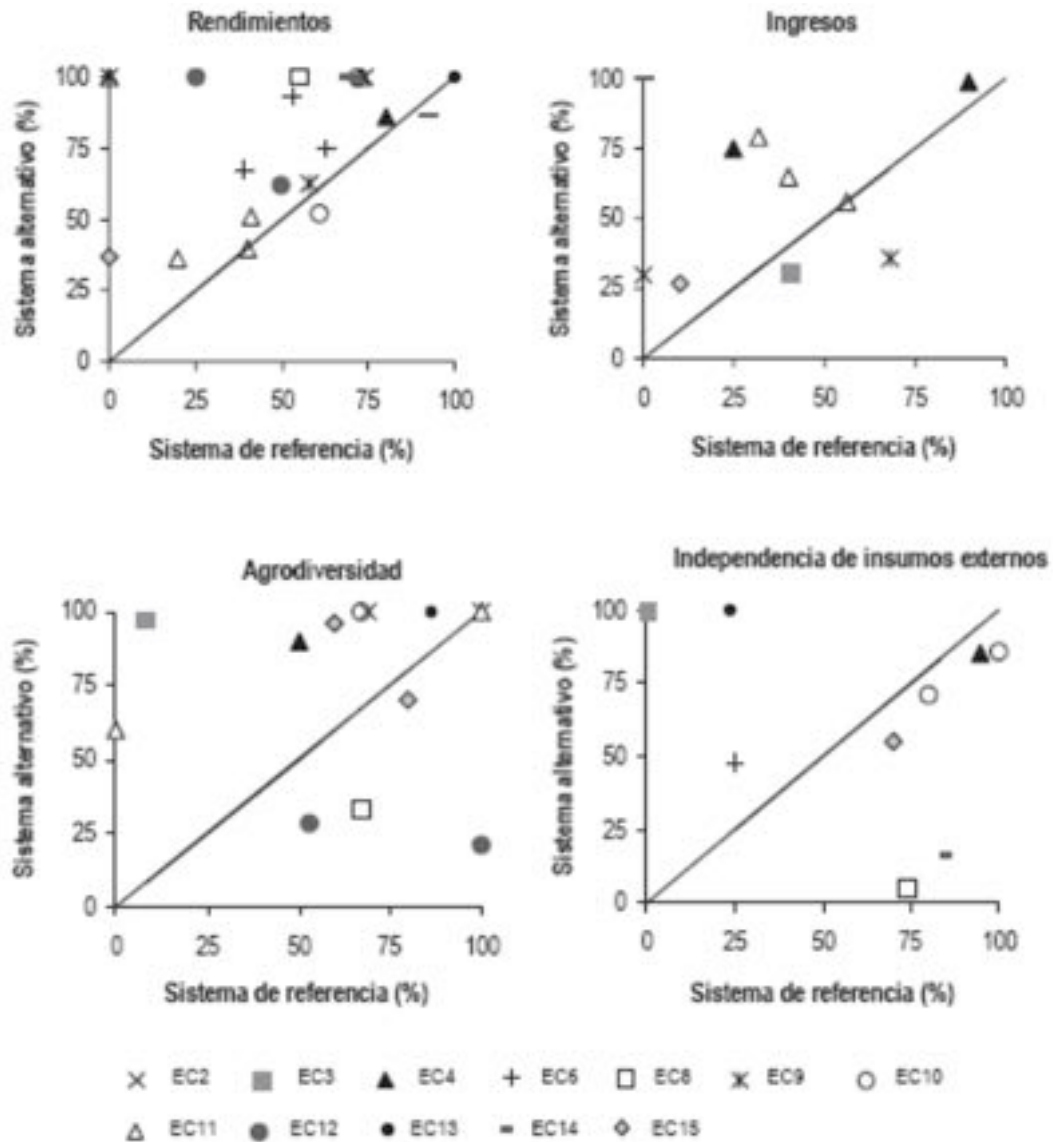 Rendimientos
Sistema alternativo (%)
100
75
50
25
0
0 25 50 75 100
Sistema de referencia (%)
Ingresos
Sistema alternativo (%)
100
75
50
25
0
0 25 50 75 100
Sistema de referencia (%)
Agrodiversidad
Sistema alternativo (%)
100
75
50
25
0
0 25 50 75 100
Sistema de referencia (%)
Independencia de insumos externos
Sistema alternativo (%)
100
75
50
25
0
0 25 50 75 100
Sistema de referencia (%)
EC2 EC3 EC4 EC6 EC8 EC9 EC10
EC11 EC12 EC13 EC14 EC15